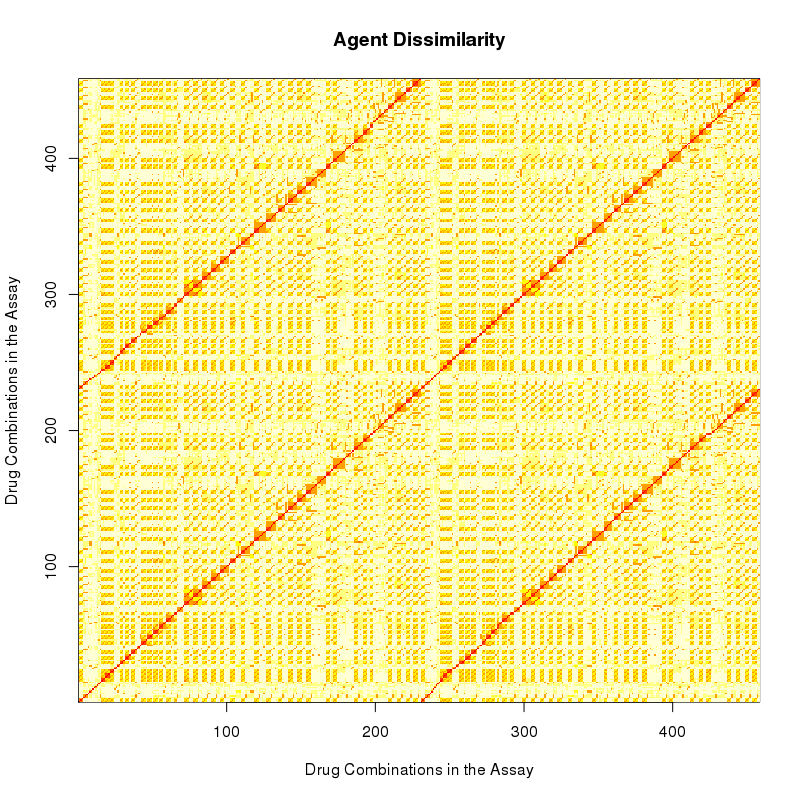 Agent Dissimilarity
Drug Combinations in the Assay
400
300
200
100
100 200 300 400
Drug Combinations in the Assay